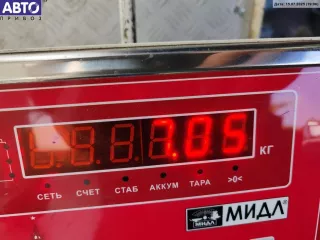 АВТО
ПРИВОЗ
7.05
КГ
СЕТЬ СЧЕТ СТАБ АККУМ ТАРА >0<
МИДЛ